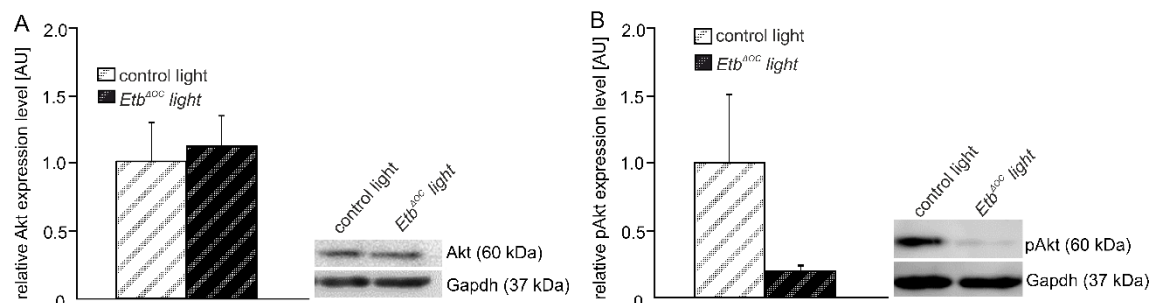 A
relative Akt expression level [AU]
2.0
1.5
1.0
0.5
0
control light
Etb^ΔOC light
control light
Etb^ΔOC light
Akt (60 kDa)
Gapdh (37 kDa)
B
relative pAkt expression level [AU]
2.0
1.5
1.0
0.5
0
control light
Etb^ΔOC light
control light
Etb^ΔOC light
pAkt (60 kDa)
Gapdh (37 kDa)